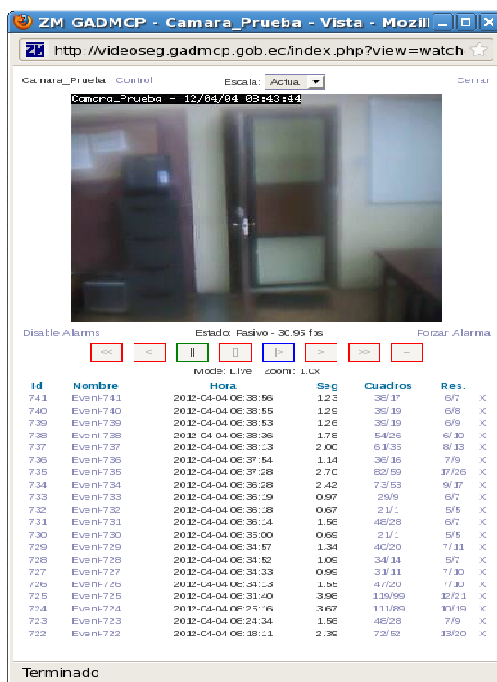 ZM GADMCP - Camara_Prueba - Vista - Mozill
http://videoseg.gadmcp.gob.ec/index.php?view=watch
Camara_Prueba Control Escala: Actual Cerrar
Camara_Prueba - 12/04/04 08:43:44
Disable Alarms Estado: Pasivo - 30.95 fps Forzar Alarma
<< < || [] |> > >> –
Mode: Live Zoom: 1.0x
Id Nombre Hora Seg Cuadros Res.
741 Event-741 2012-04-04 08:38:56 1.23 38/17 6/7 X
740 Event-740 2012-04-04 08:38:55 1.29 39/19 6/8 X
739 Event-739 2012-04-04 08:38:53 1.26 39/19 6/9 X
738 Event-738 2012-04-04 08:38:36 1.78 54/26 6/10 X
737 Event-737 2012-04-04 08:38:13 2.00 61/35 8/13 X
736 Event-736 2012-04-04 08:37:54 1.14 36/16 7/9 X
735 Event-735 2012-04-04 08:37:28 2.70 82/59 17/26 X
734 Event-734 2012-04-04 08:36:28 2.42 73/53 9/17 X
733 Event-733 2012-04-04 08:36:19 0.97 29/9 6/7 X
732 Event-732 2012-04-04 08:36:18 0.67 21/1 5/5 X
731 Event-731 2012-04-04 08:36:14 1.56 48/28 6/7 X
730 Event-730 2012-04-04 08:35:00 0.69 21/1 5/5 X
729 Event-729 2012-04-04 08:34:57 1.34 40/20 7/11 X
728 Event-728 2012-04-04 08:34:52 1.09 34/14 5/7 X
727 Event-727 2012-04-04 08:34:33 0.99 31/11 7/10 X
726 Event-726 2012-04-04 08:34:13 1.55 47/20 7/10 X
725 Event-725 2012-04-04 08:31:40 3.98 119/99 12/21 X
724 Event-724 2012-04-04 08:25:16 3.67 111/89 10/19 X
723 Event-723 2012-04-04 08:24:34 1.56 48/28 7/9 X
722 Event-722 2012-04-04 08:18:11 2.39 72/52 13/20 X
Terminado